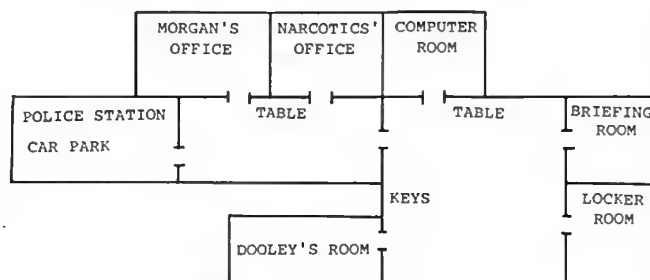 MORGAN'S
OFFICE
NARCOTICS'
OFFICE
COMPUTER
ROOM
POLICE STATION
CAR PARK
TABLE
TABLE
BRIEFING
ROOM
KEYS
LOCKER
ROOM
DOOLEY'S ROOM